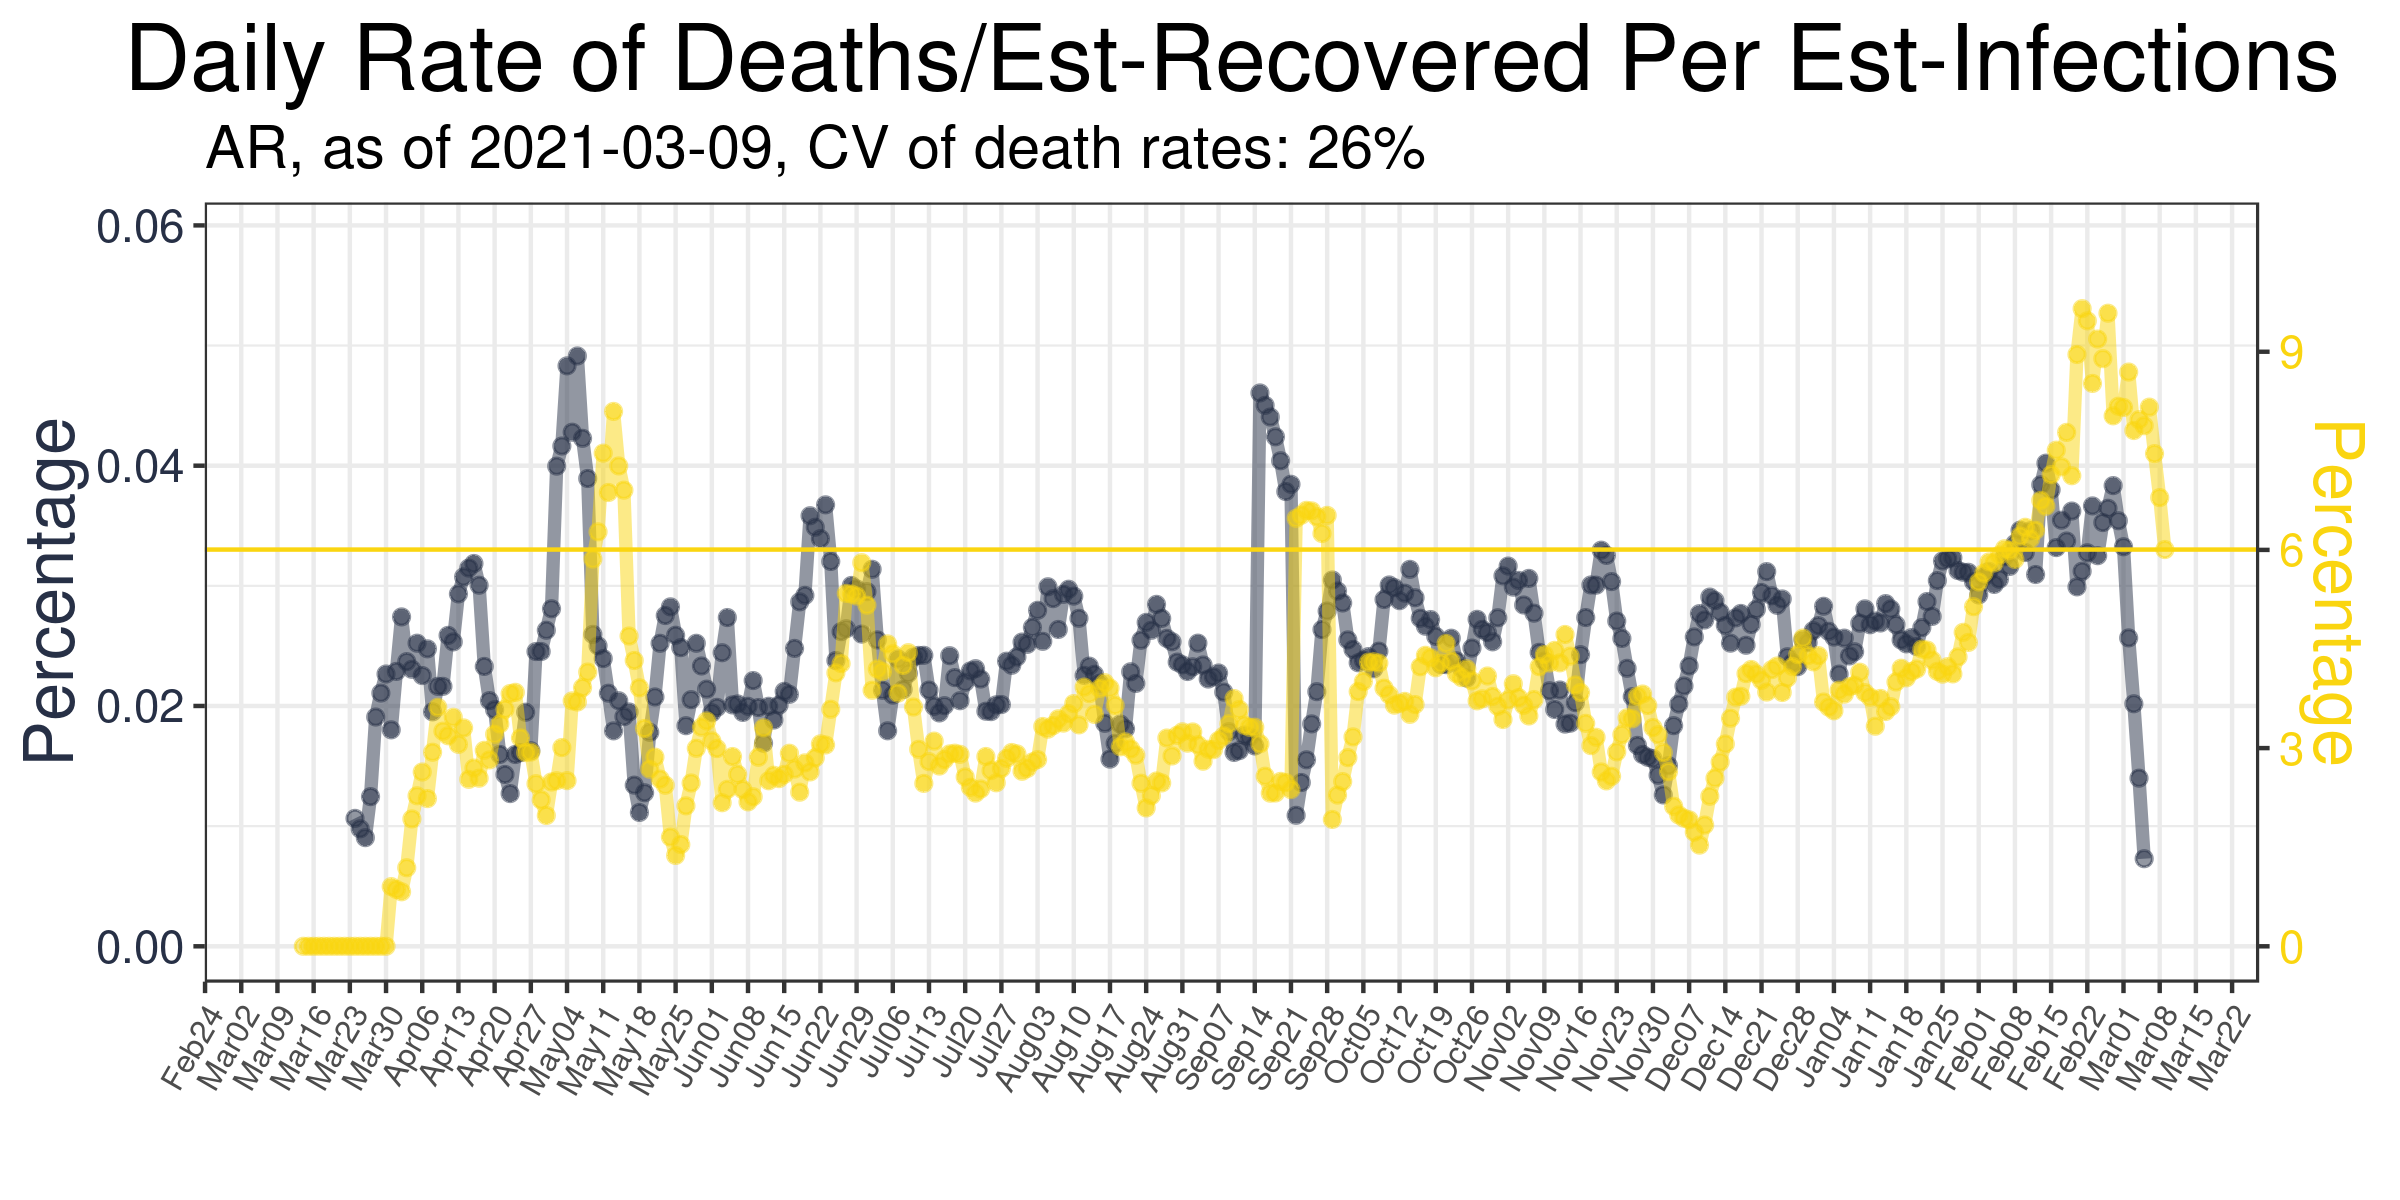 Daily Rate of Deaths/Est-Recovered Per Est-Infections
AR, as of 2021-03-09, CV of death rates: 26%
Percentage
0.06
0.04
0.02
0.00
9
6
3
0
Percentage
Feb24
Mar02
Mar09
Mar16
Mar23
Mar30
Apr06
Apr13
Apr20
Apr27
May04
May11
May18
May25
Jun01
Jun08
Jun15
Jun22
Jun29
Jul06
Jul13
Jul20
Jul27
Aug03
Aug10
Aug17
Aug24
Aug31
Sep07
Sep14
Sep21
Sep28
Oct05
Oct12
Oct19
Oct26
Nov02
Nov09
Nov16
Nov23
Nov30
Dec07
Dec14
Dec21
Dec28
Jan04
Jan11
Jan18
Jan25
Feb01
Feb08
Feb15
Feb22
Mar01
Mar08
Mar15
Mar22